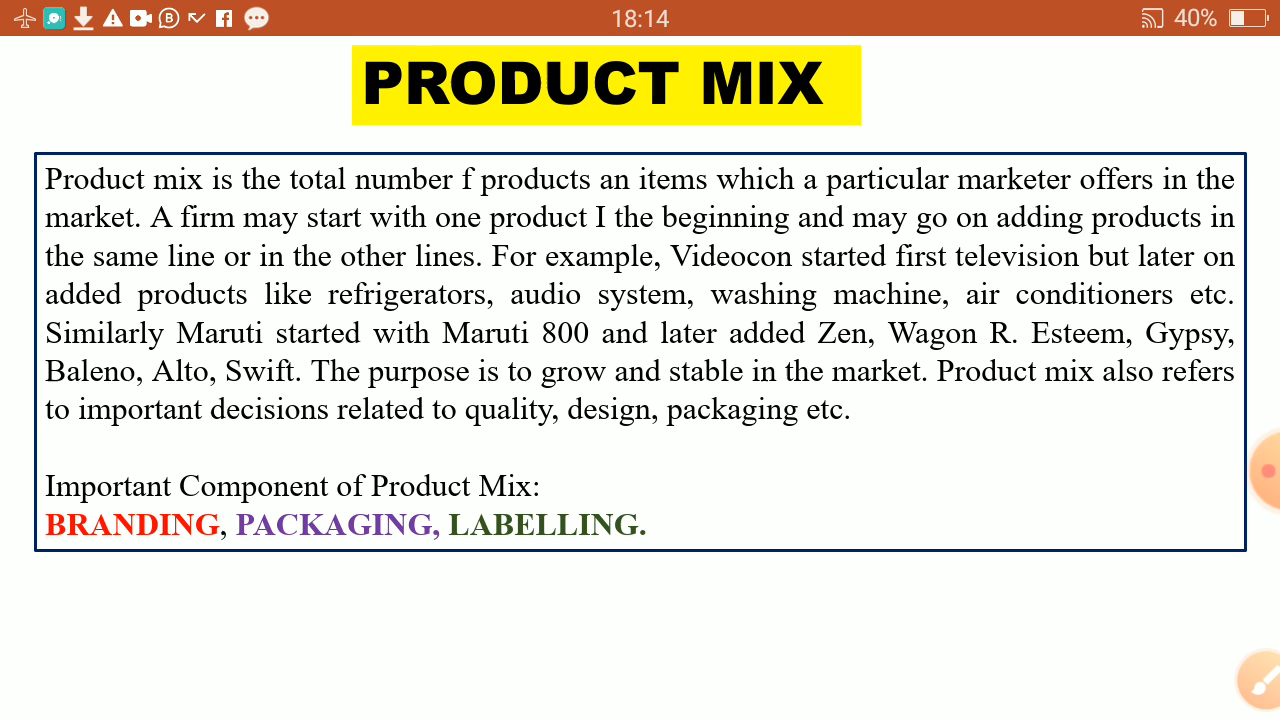 18:14
40%
PRODUCT MIX
Product mix is the total number f products an items which a particular marketer offers in the
market. A firm may start with one product I the beginning and may go on adding products in
the same line or in the other lines. For example, Videocon started first television but later on
added products like refrigerators, audio system, washing machine, air conditioners etc.
Similarly Maruti started with Maruti 800 and later added Zen, Wagon R. Esteem, Gypsy,
Baleno, Alto, Swift. The purpose is to grow and stable in the market. Product mix also refers
to important decisions related to quality, design, packaging etc.
Important Component of Product Mix:
BRANDING, PACKAGING, LABELLING.